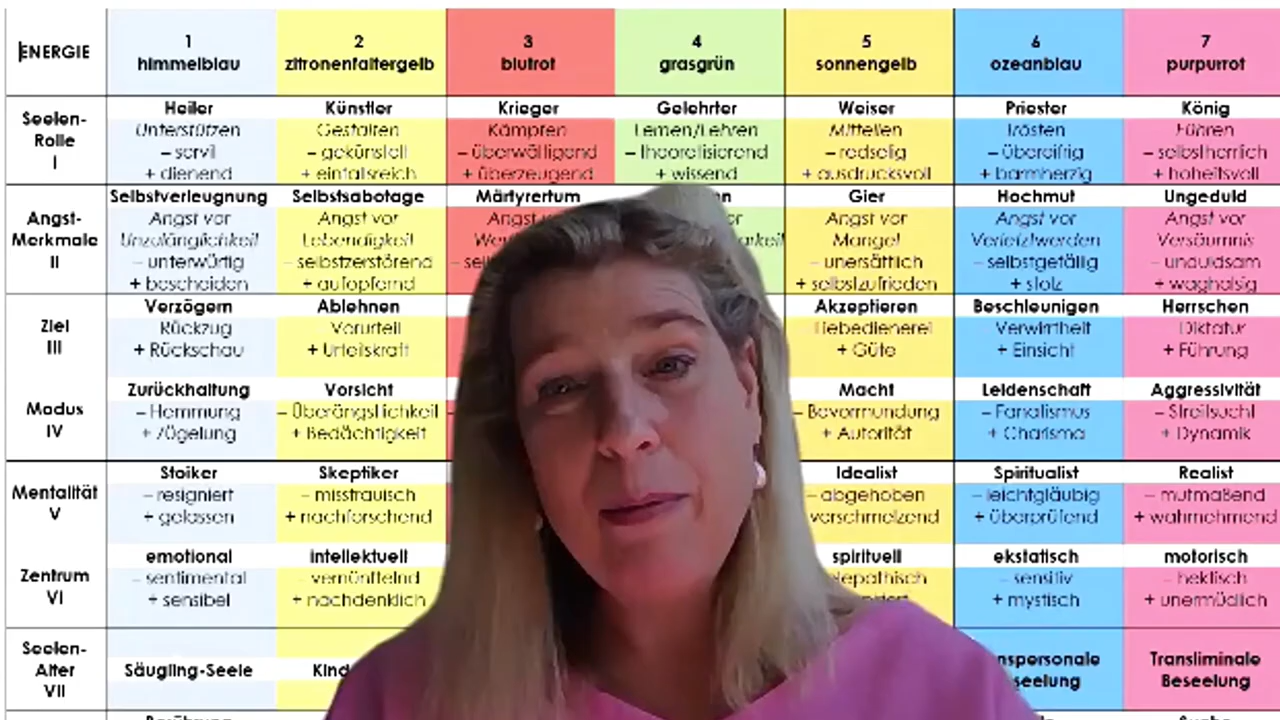 ENERGIE
1
himmelblau
2
zitronenfaltergelb
3
blutrot
4
grasgrün
5
sonnengelb
6
ozeanblau
7
purpurrot
Seelen-
Rolle
I
Heiler
Unterstützen
– servil
+ dienend
Künstler
Gestalten
– gekünstelt
+ einfallsreich
Krieger
Kämpfen
– überwältigend
+ überzeugend
Gelehrter
Lernen/Lehren
– theoretisierend
+ wissend
Weiser
Mitteilen
– redselig
+ ausdrucksvoll
Priester
Trösten
– übereifrig
+ barmherzig
König
Führen
– selbstherrlich
+ hoheitsvoll
Angst-
Merkmale
II
Selbstverleugnung
Angst vor
Unzulänglichkeit
– unterwürfig
+ bescheiden
Selbstsabotage
Angst vor
Lebendigkeit
– selbstzerstörend
+ aufopfernd
Märtyrertum
Gier
Angst vor
Mangel
– unersättlich
+ selbstzufrieden
Hochmut
Angst vor
Verletztwerden
– selbstgefällig
+ stolz
Ungeduld
Angst vor
Versäumnis
– unduldsam
+ waghalsig
Ziel
III
Verzögern
– Rückzug
+ Rückschau
Ablehnen
– Vorurteil
+ Urteilskraft
Akzeptieren
Liebedienerei
+ Güte
Beschleunigen
– Verwirrtheit
+ Einsicht
Herrschen
– Diktatur
+ Führung
Modus
IV
Zurückhaltung
– Hemmung
+ Zügelung
Vorsicht
– Überängstlichkeit
+ Bedächtigkeit
Macht
– Bevormundung
+ Autorität
Leidenschaft
– Fanatismus
+ Charisma
Aggressivität
– Streitsucht
+ Dynamik
Mentalität
V
Stoiker
– resigniert
+ gelassen
Skeptiker
– misstrauisch
+ nachforschend
Idealist
– abgehoben
verschmelzend
Spiritualist
– leichtgläubig
+ überprüfend
Realist
– mutmaßend
+ wahrnehmend
Zentrum
VI
emotional
– sentimental
+ sensibel
intellektuell
– vernünftelnd
+ nachdenklich
spirituell
ekstatisch
– sensitiv
+ mystisch
motorisch
– hektisch
+ unermüdlich
Seelen-
Alter
VII
Säugling-Seele
Kind
Transliminale
Beseelung